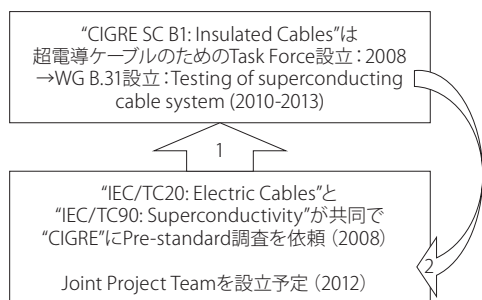 “CIGRE SC B1: Insulated Cables”は
超電導ケーブルのためのTask Force設立：2008
→WG B.31設立：Testing of superconducting
cable system (2010-2013)
1
“IEC/TC20: Electric Cables”と
“IEC/TC90: Superconductivity”が共同で
“CIGRE”にPre-standard調査を依頼（2008）
2
Joint Project Teamを設立予定（2012）